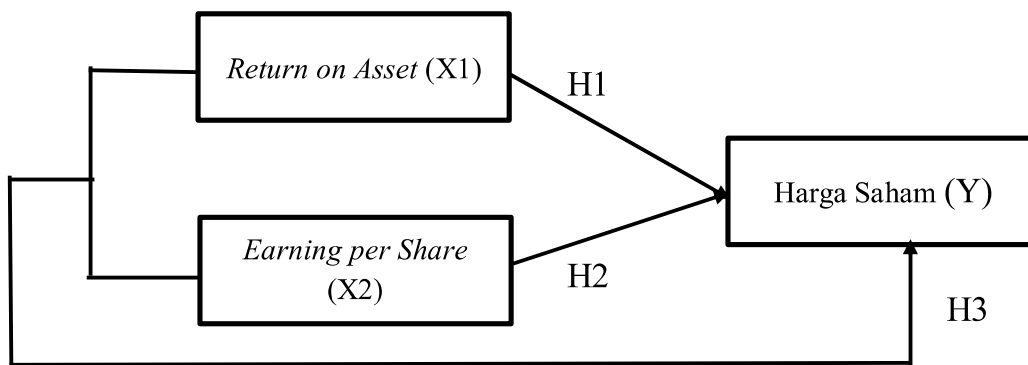 Return on Asset (X1)
H1
Harga Saham (Y)
Earning per Share
(X2)
H2
H3